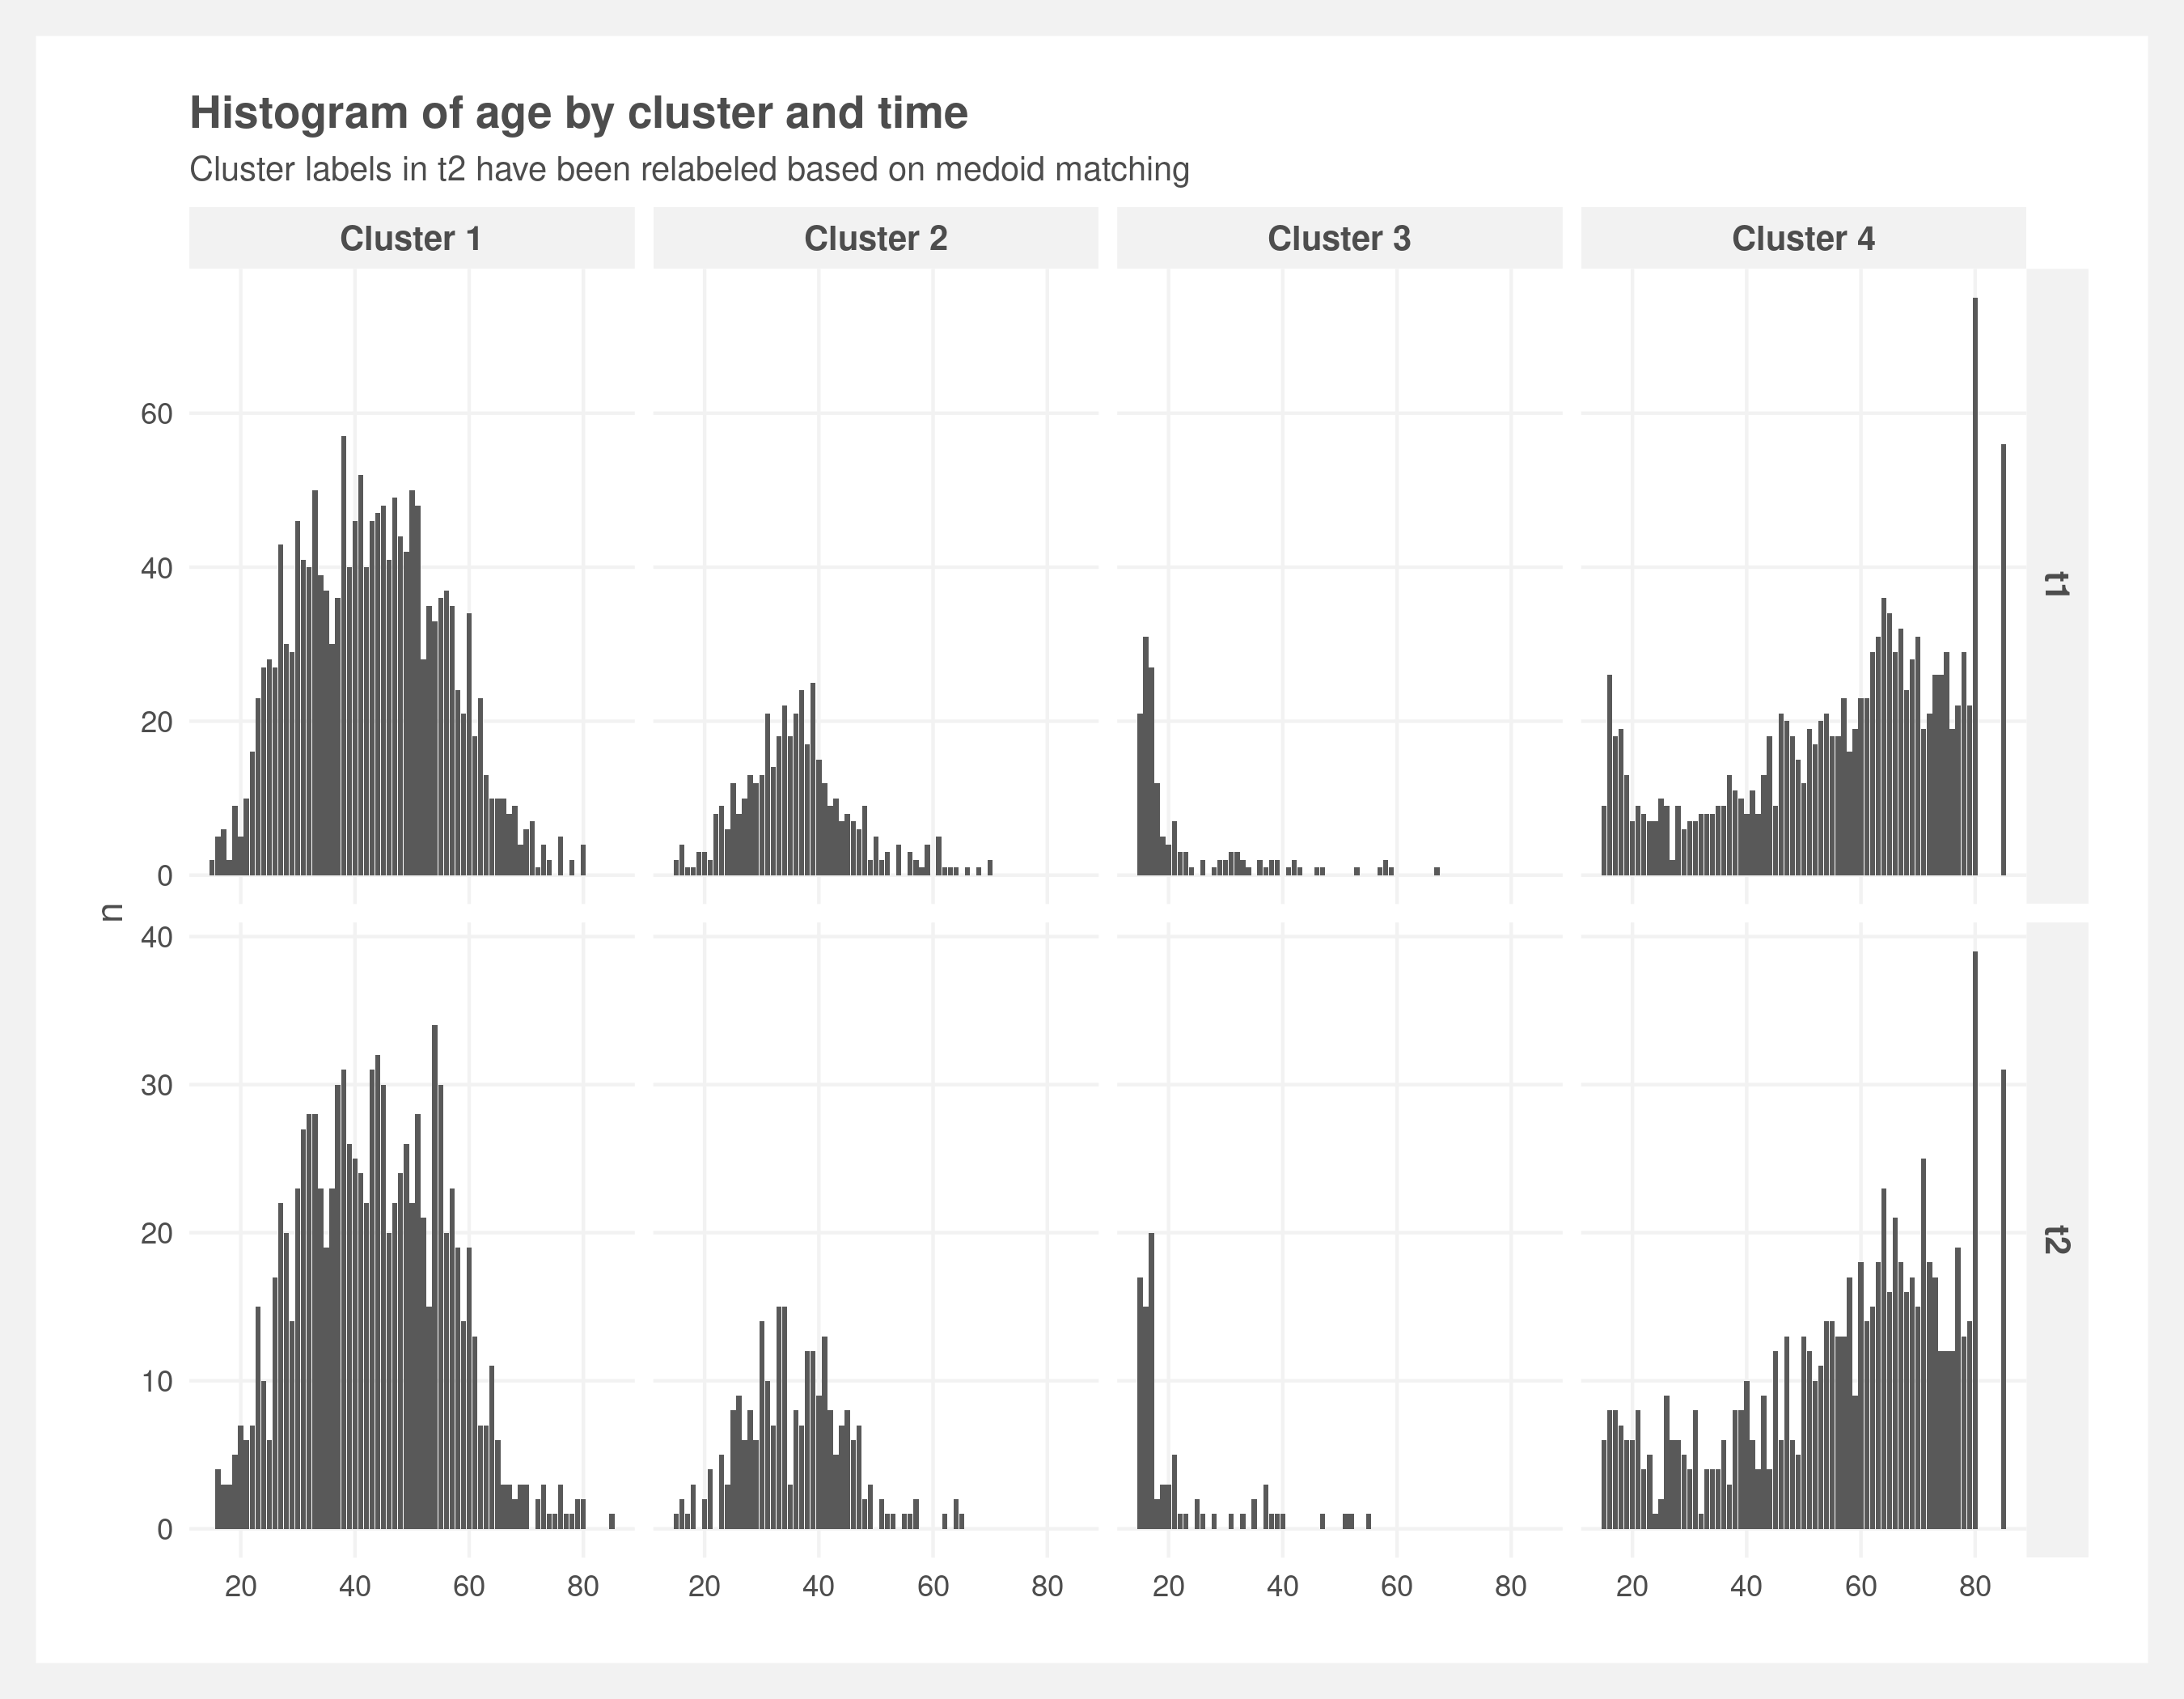 Histogram of age by cluster and time
Cluster labels in t2 have been relabeled based on medoid matching
Cluster 1 Cluster 2 Cluster 3 Cluster 4
60
40
20
0
t1
n
40
30
20
10
0
t2
20 40 60 80 20 40 60 80 20 40 60 80 20 40 60 80